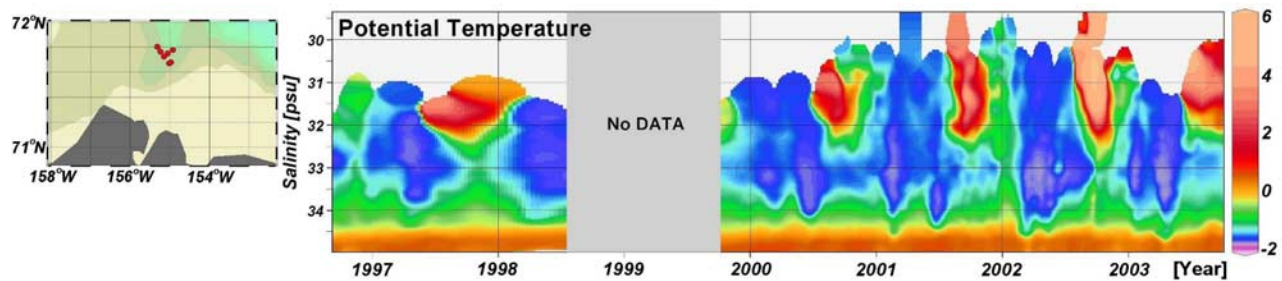 72°N
71°N
158°W 156°W 154°W
Potential Temperature
Salinity [psu]
30
31
32
33
34
No DATA
1997 1998 1999 2000 2001 2002 2003 [Year]
6
4
2
0
-2